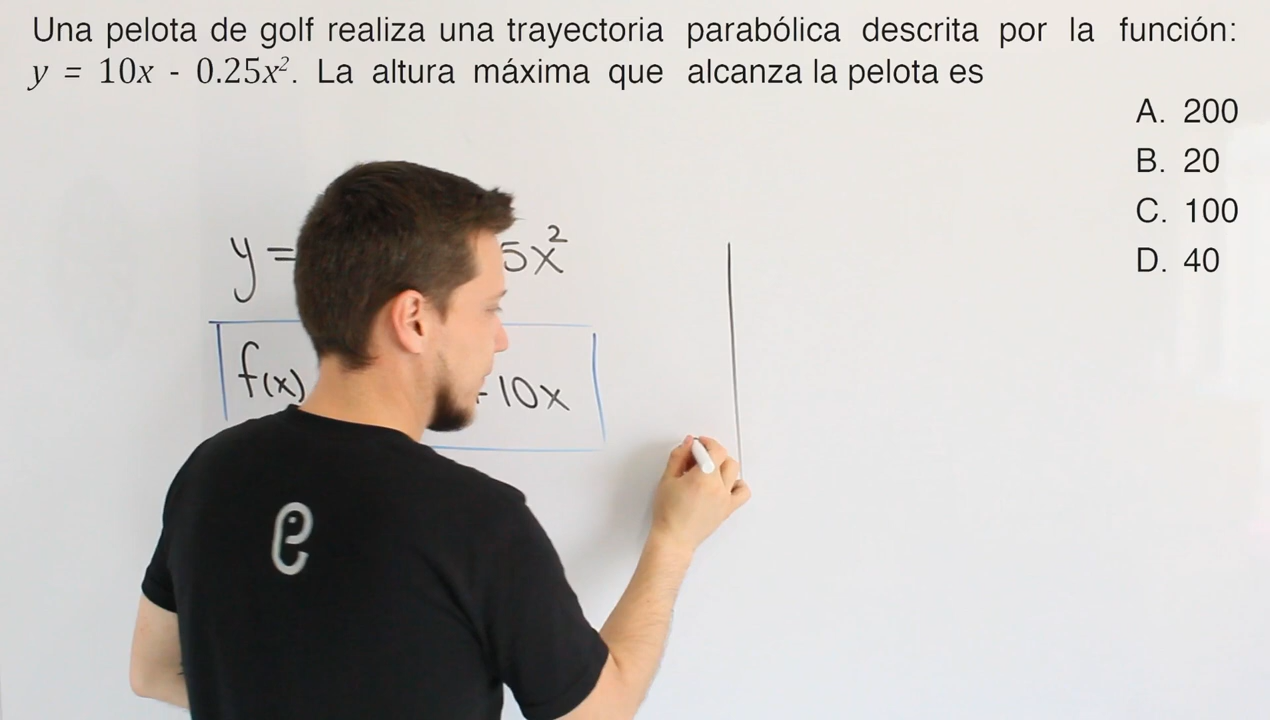 Una pelota de golf realiza una trayectoria parabólica descrita por la función:
y = 10x - 0.25x². La altura máxima que alcanza la pelota es
A. 200
B. 20
C. 100
D. 40
y = 5x²
f(x) +10x
e